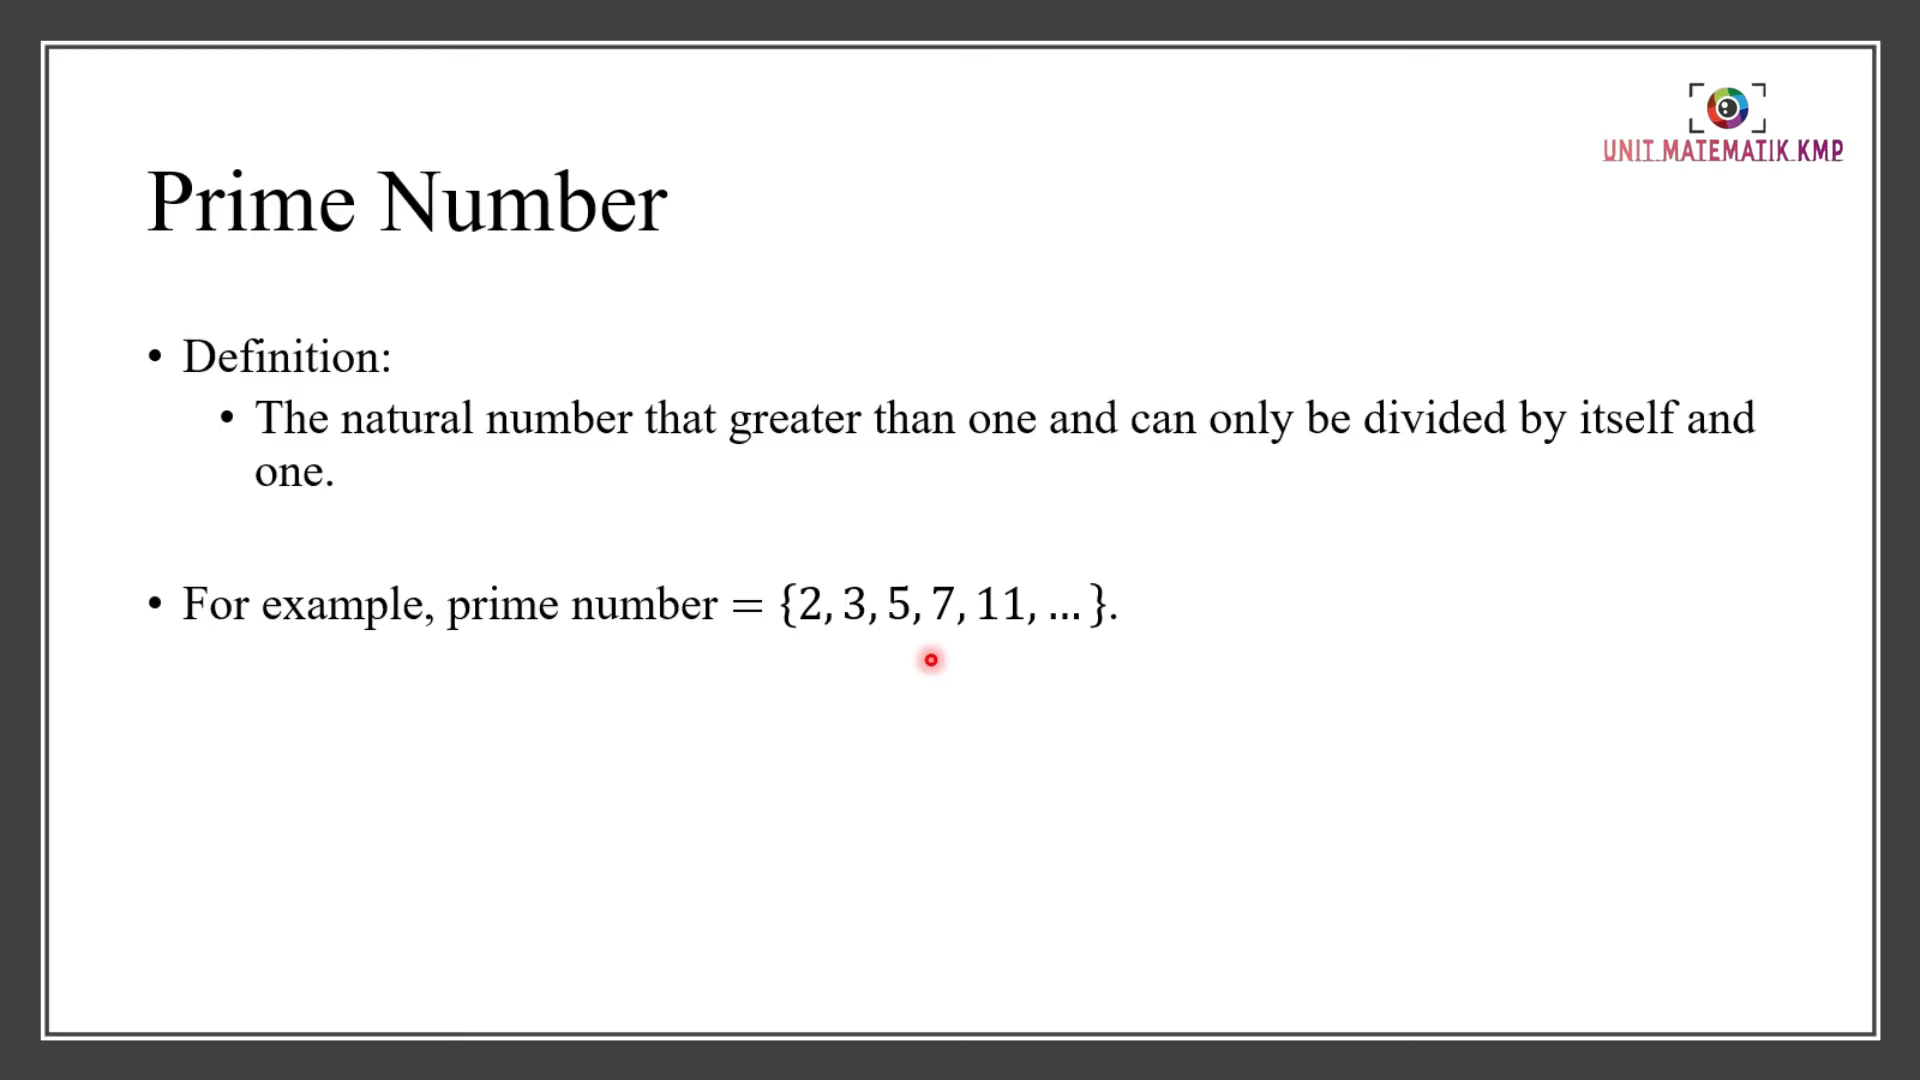 UNIT.MATEMATIK.KMP
Prime Number
• Definition:
• The natural number that greater than one and can only be divided by itself and
one.
• For example, prime number = {2, 3, 5, 7, 11, … }.